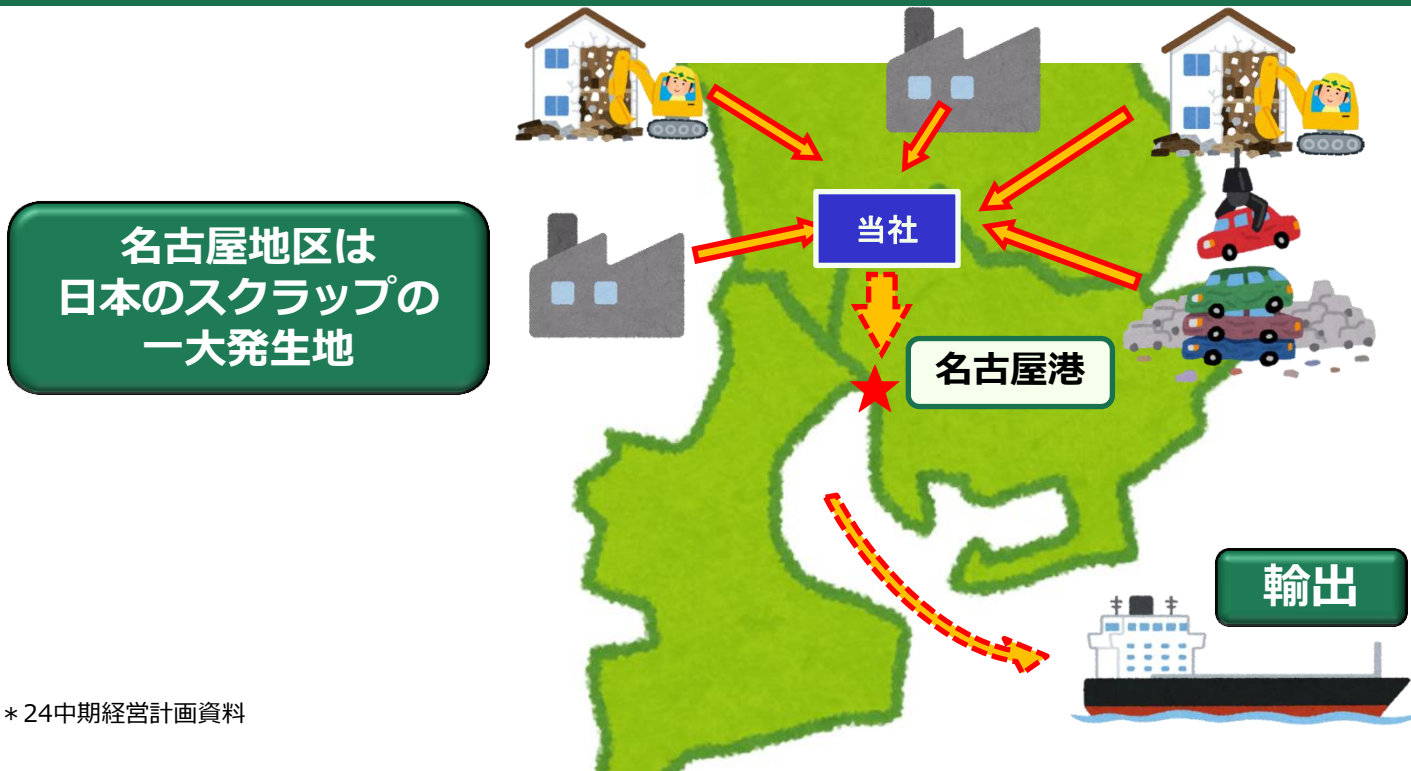 名古屋地区は
日本のスクラップの
一大発生地
当社
名古屋港
輸出
＊24中期経営計画資料